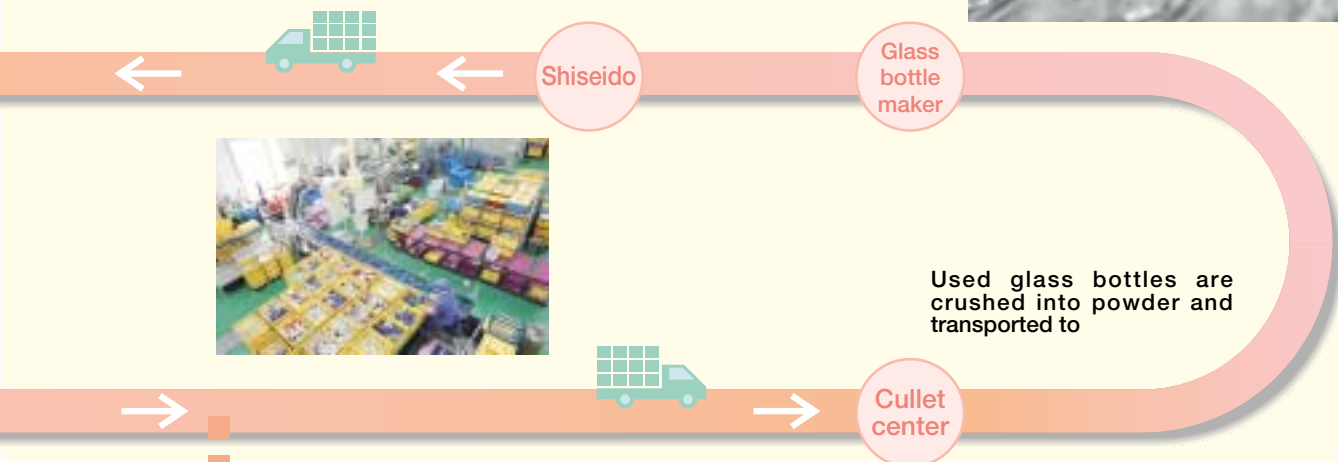 Shiseido
Glass
bottle
maker
Used glass bottles are
crushed into powder and
transported to
Cullet
center